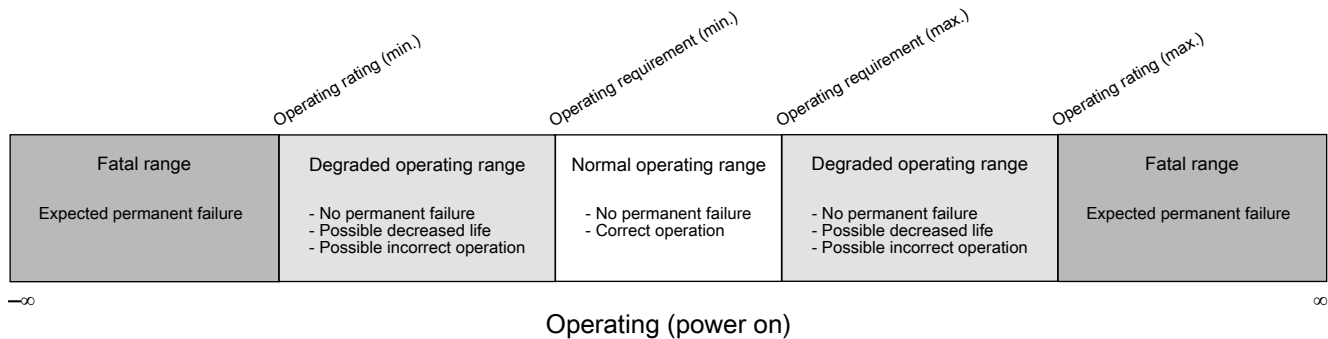 Operating rating (min.)
Operating requirement (min.)
Operating requirement (max.)
Operating rating (max.)
Fatal range
Expected permanent failure
Degraded operating range
- No permanent failure
- Possible decreased life
- Possible incorrect operation
Normal operating range
- No permanent failure
- Correct operation
Degraded operating range
- No permanent failure
- Possible decreased life
- Possible incorrect operation
Fatal range
Expected permanent failure
–∞
∞
Operating (power on)